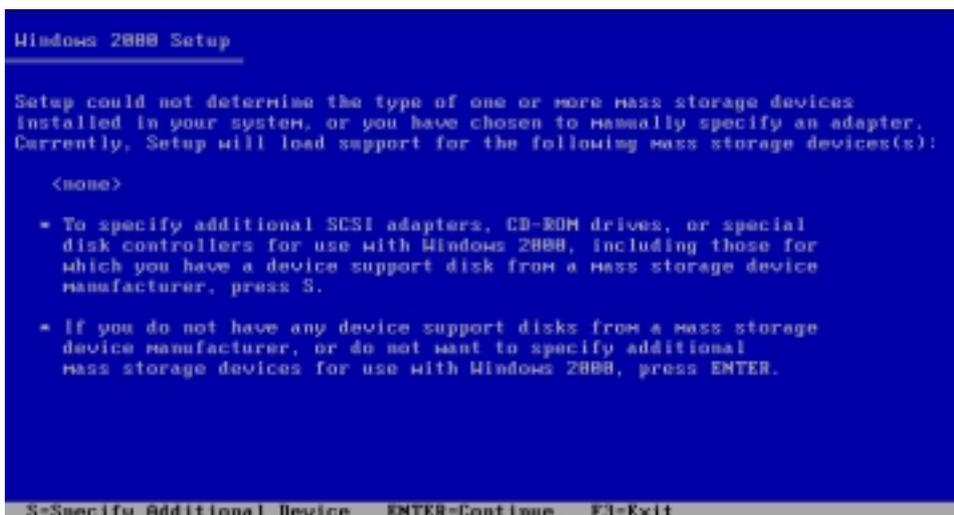 Windows 2000 Setup
Setup could not determine the type of one or more mass storage devices
installed in your system, or you have chosen to manually specify an adapter.
Currently, Setup will load support for the following mass storage devices(s):
<none>
* To specify additional SCSI adapters, CD-ROM drives, or special
disk controllers for use with Windows 2000, including those for
which you have a device support disk from a mass storage device
manufacturer, press S.
* If you do not have any device support disks from a mass storage
device manufacturer, or do not want to specify additional
mass storage devices for use with Windows 2000, press ENTER.
S=Specify Additional Device ENTER=Continue F3=Exit